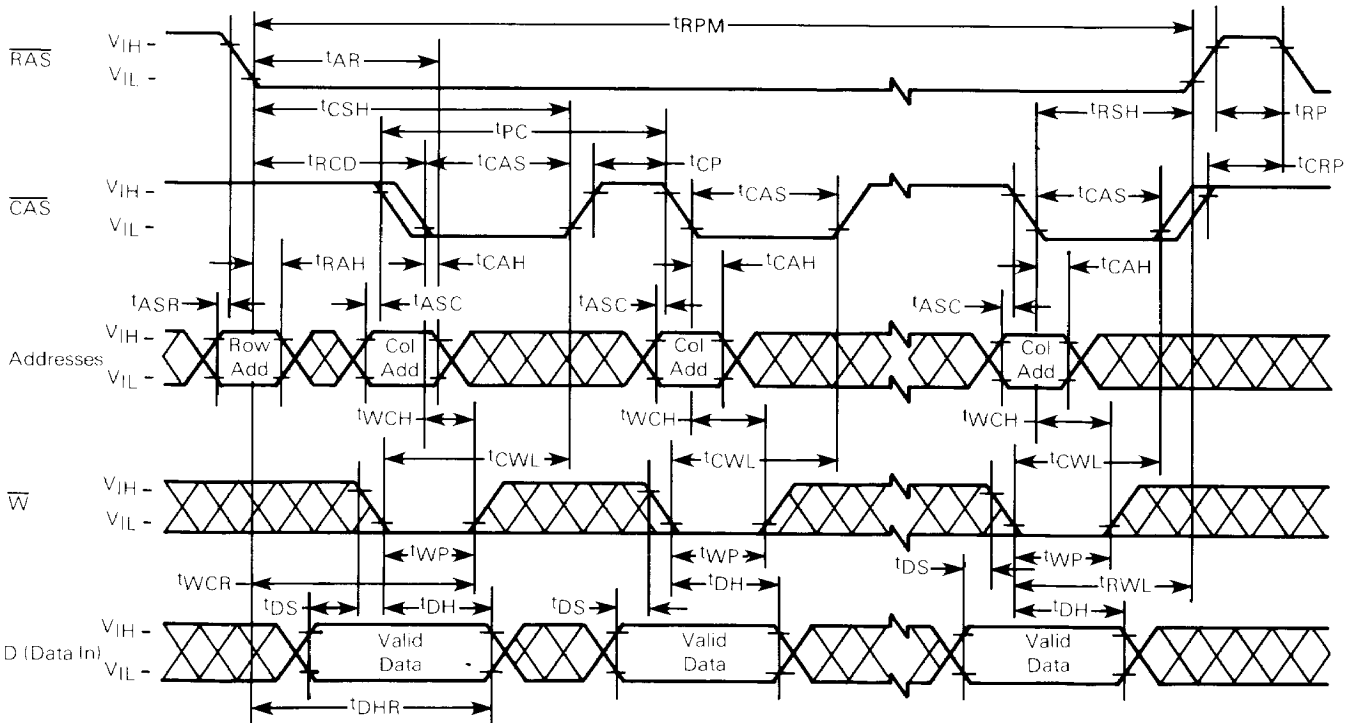 tRPM
RAS VIH
tAR
VIL
tCSH
tRSH
tRP
tPC
tRCD
tCAS
tCP
tCAS
tCAS
tCRP
CAS VIH
VIL
tRAH
tCAH
tCAH
tCAH
tASR
tASC
tASC
tASC
Addresses VIH
VIL
Row Add
Col Add
Col Add
Col Add
tWCH
tWCH
tWCH
tCWL
tCWL
tCWL
W VIH
VIL
tWP
tWP
tDS
tWP
tWCR
tDH
tRWL
tDS
tDH
tDS
tDH
D (Data In) VIH
VIL
Valid Data
Valid Data
Valid Data
tDHR